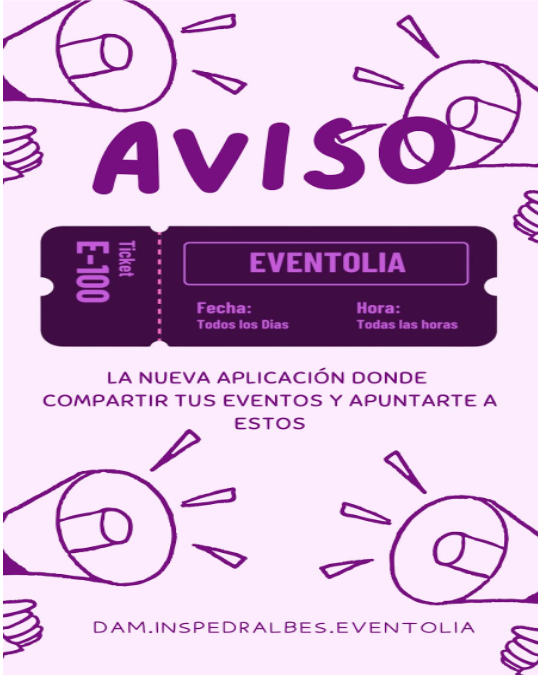 AVISO
Ticket
E-100
EVENTOLIA
Fecha:
Todos los Dias
Hora:
Todas las horas
LA NUEVA APLICACIÓN DONDE
COMPARTIR TUS EVENTOS Y APUNTARTE A
ESTOS
DAM.INSPEDRALBES.EVENTOLIA